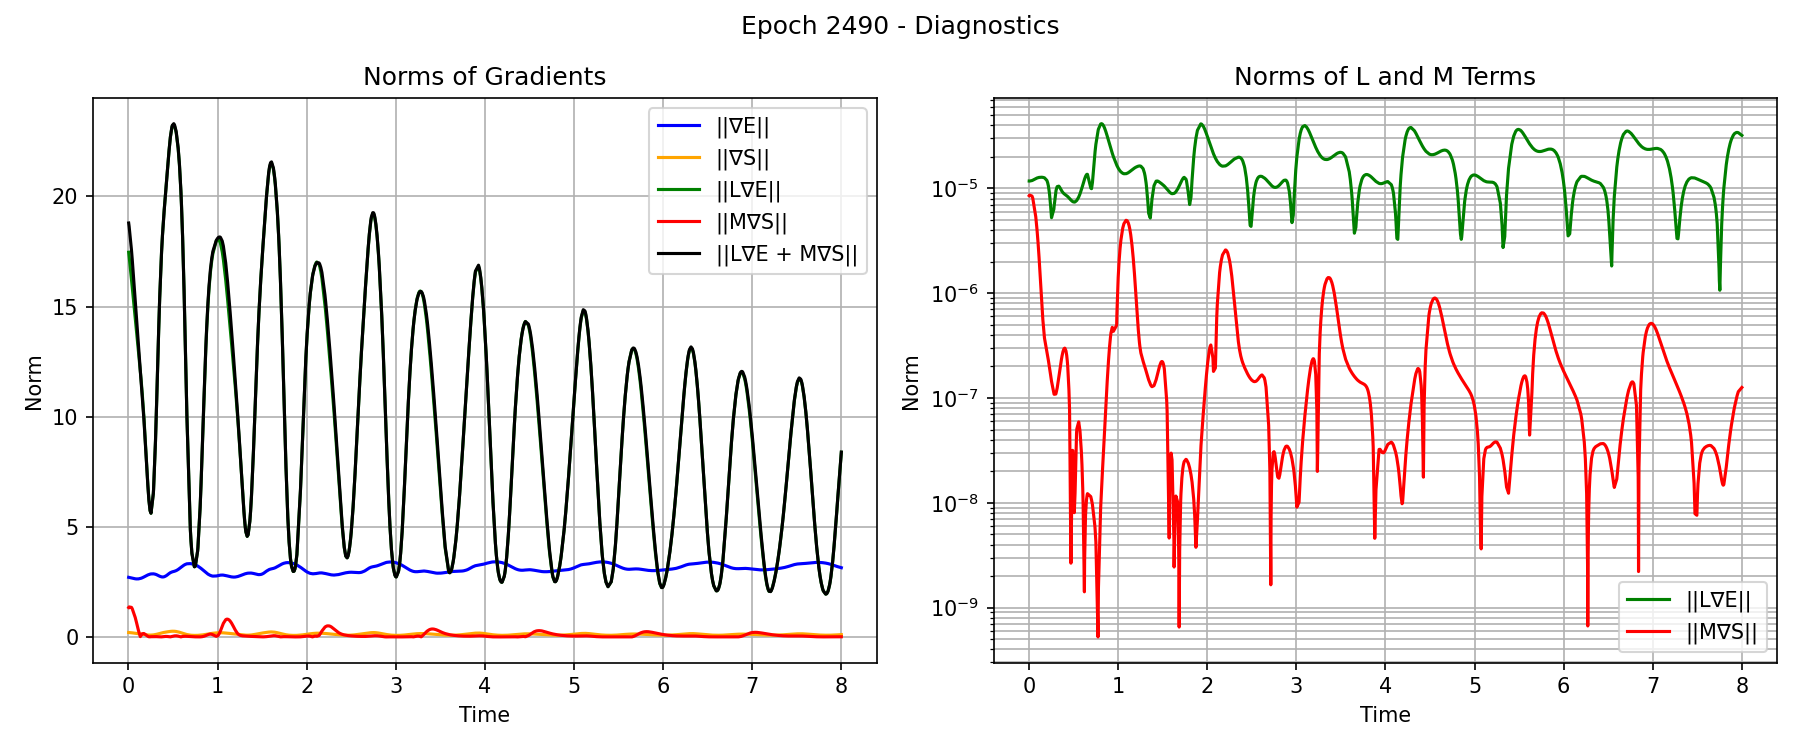 Epoch 2490 - Diagnostics
Norms of Gradients
Norm
20
15
10
5
0
0 1 2 3 4 5 6 7 8
Time
||∇E||
||∇S||
||L∇E||
||M∇S||
||L∇E + M∇S||
Norms of L and M Terms
Norm
10⁻⁵
10⁻⁶
10⁻⁷
10⁻⁸
10⁻⁹
0 1 2 3 4 5 6 7 8
Time
||L∇E||
||M∇S||